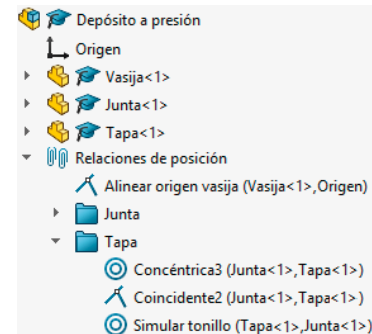 Depósito a presión
Origen
Vasija<1>
Junta<1>
Tapa<1>
Relaciones de posición
Alinear origen vasija (Vasija<1>,Origen)
Junta
Tapa
Concéntrica3 (Junta<1>,Tapa<1>)
Coincidente2 (Junta<1>,Tapa<1>)
Simular tonillo (Tapa<1>,Junta<1>)